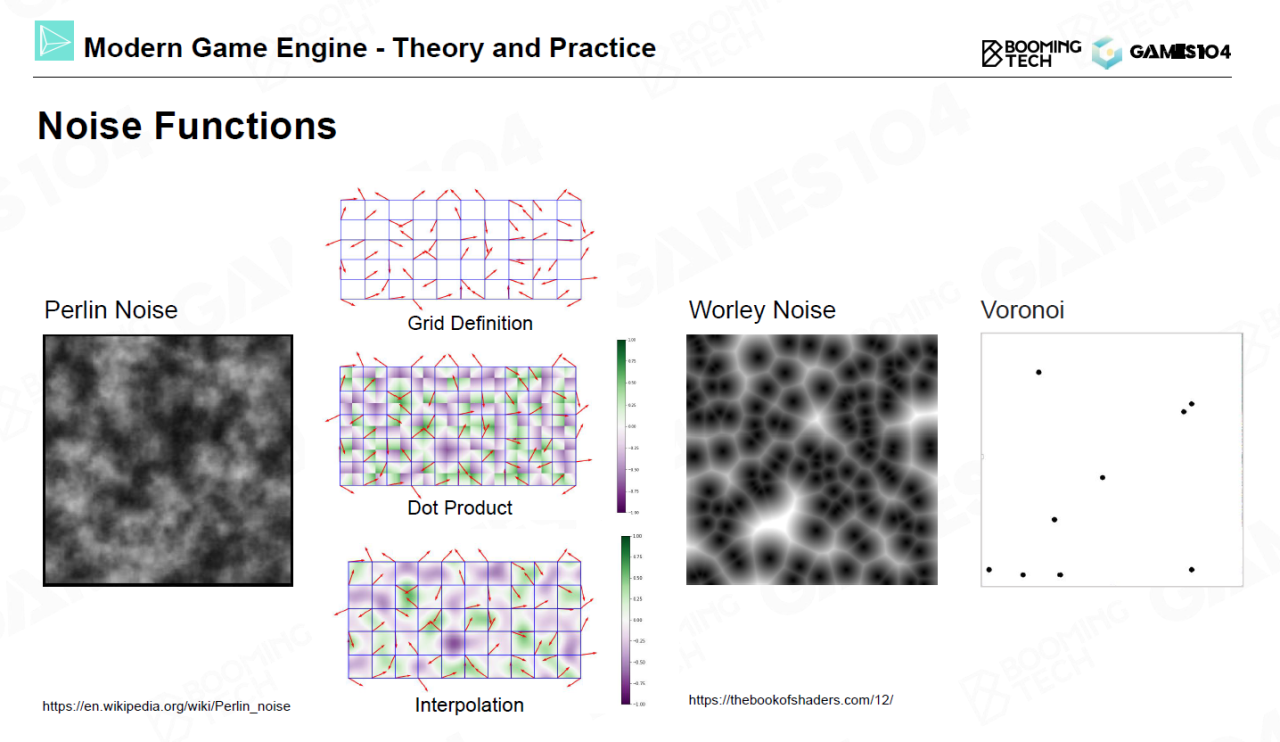 Modern Game Engine - Theory and Practice
BOOMING
TECH
GAMES104
Noise Functions
Perlin Noise
Grid Definition
Dot Product
Interpolation
https://en.wikipedia.org/wiki/Perlin_noise
Worley Noise
https://thebookofshaders.com/12/
Voronoi